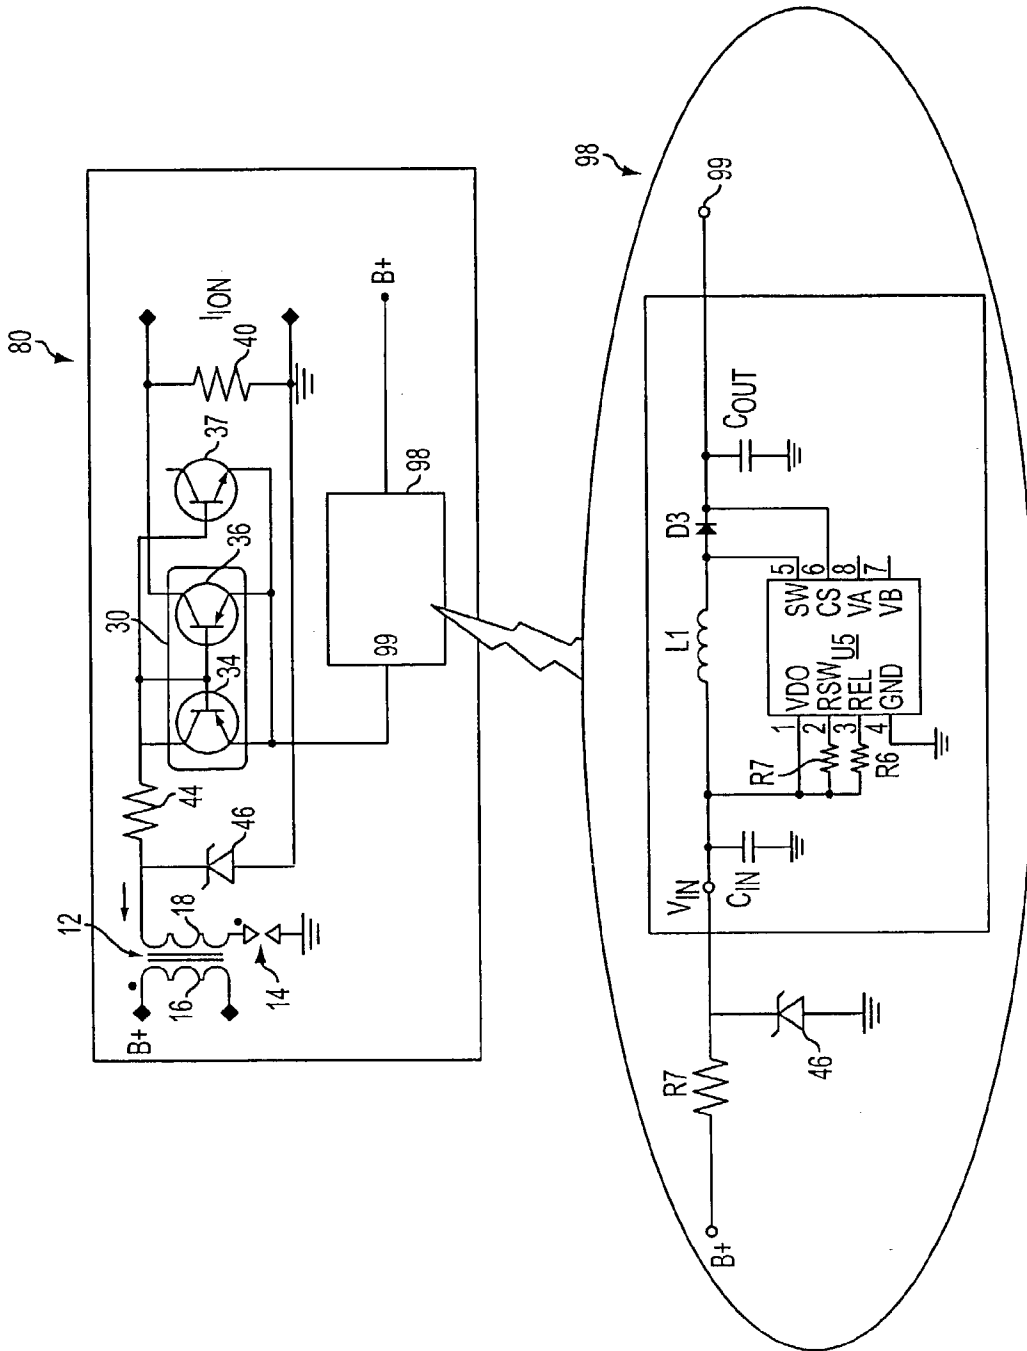 80
12
B+
16
18
14
44
46
30
34
36
37
40
I_ION
99
98
B+
98
99
B+
R7
46
V_IN
C_IN
L1
D3
C_OUT
R7
R6
1
2
3
4
VDO
RSW
REL
GND
U5
SW
CS
VA
VB
5
6
8
7